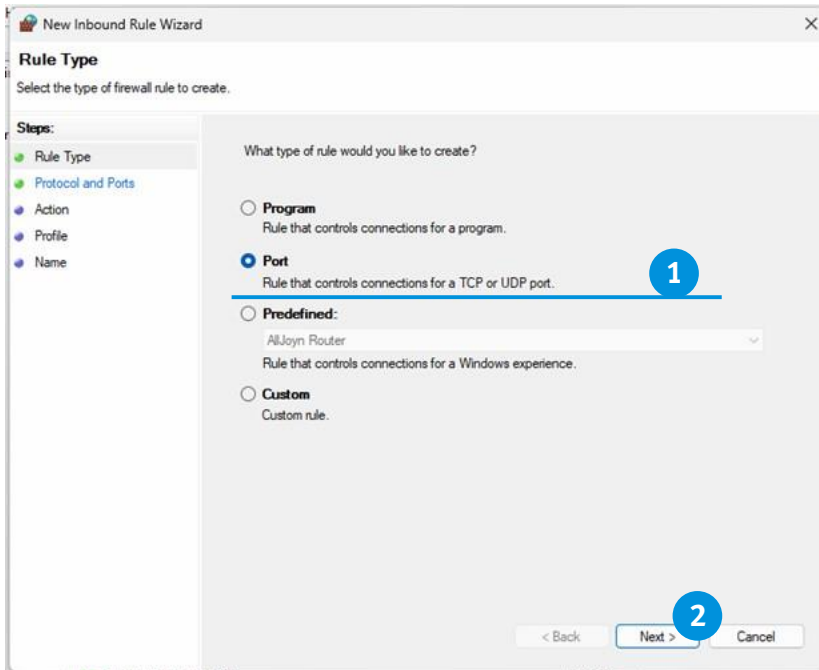 New Inbound Rule Wizard
Rule Type
Select the type of firewall rule to create.
Steps:
Rule Type
Protocol and Ports
Action
Profile
Name
What type of rule would you like to create?
Program
Rule that controls connections for a program.
Port
Rule that controls connections for a TCP or UDP port.
1
Predefined:
AllJoyn Router
Rule that controls connections for a Windows experience.
Custom
Custom rule.
2
< Back
Next >
Cancel